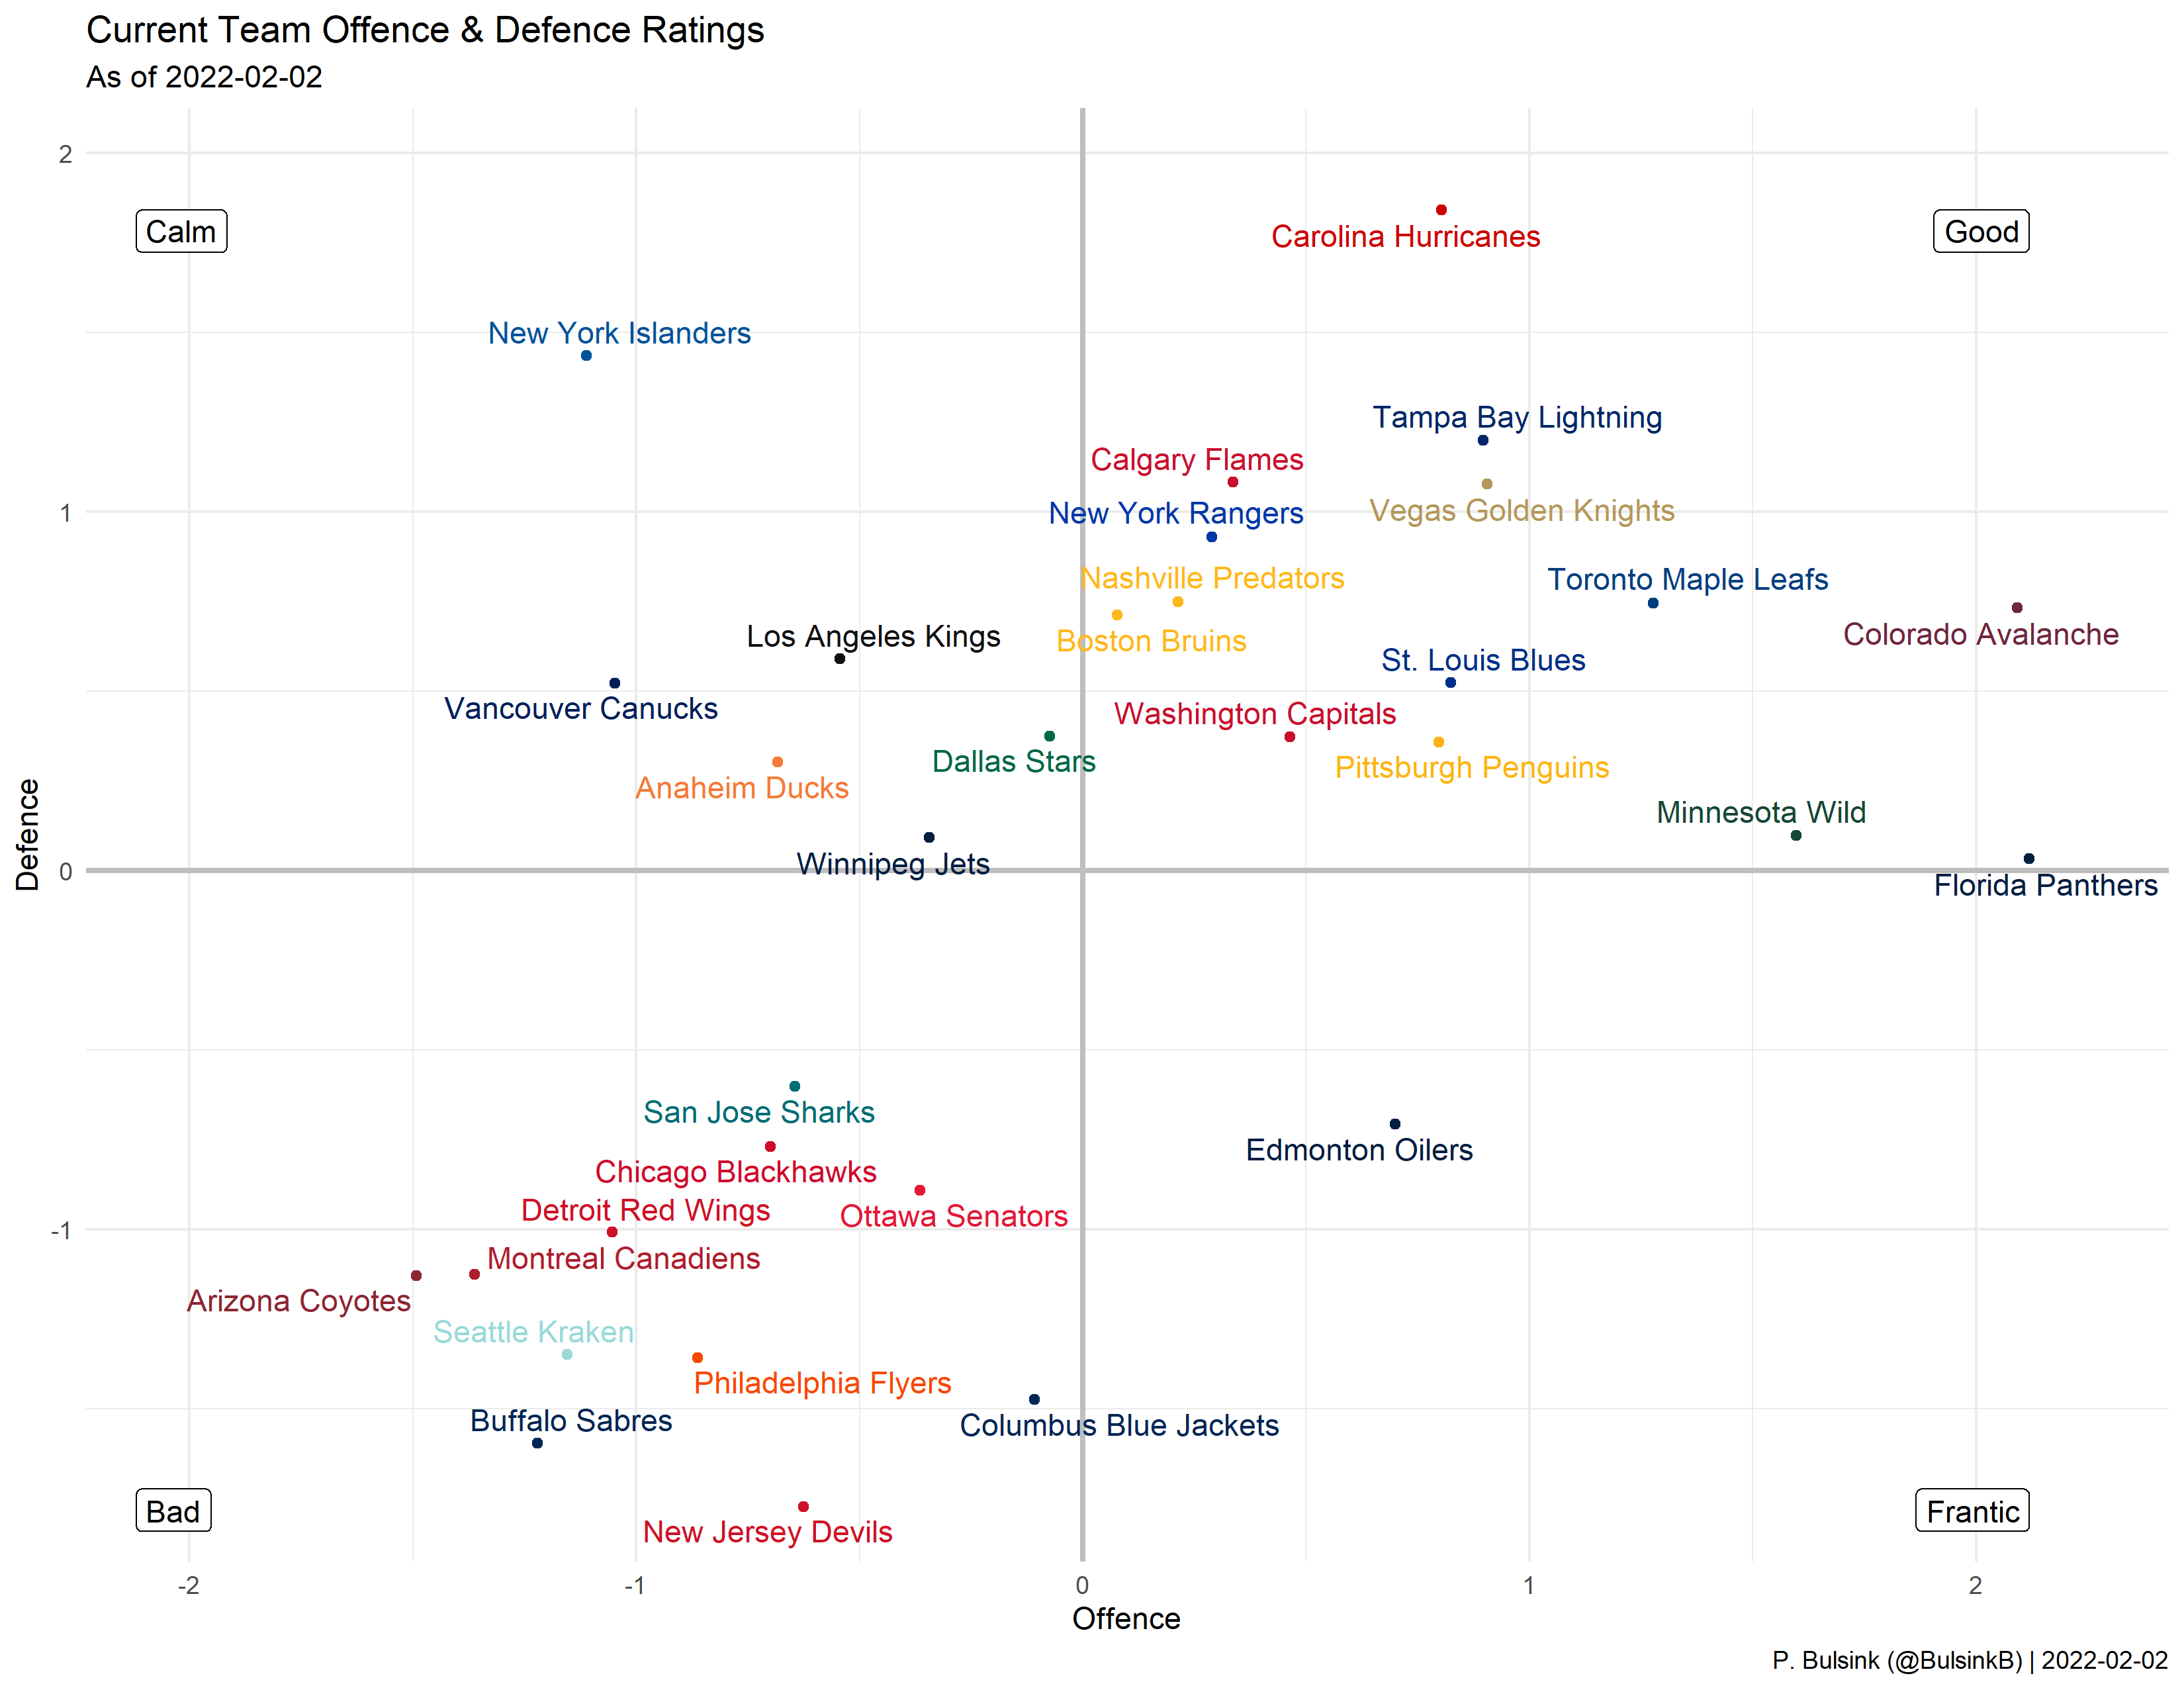 Current Team Offence & Defence Ratings
As of 2022-02-02
2
Calm
Good
Carolina Hurricanes
New York Islanders
Tampa Bay Lightning
Calgary Flames
Vegas Golden Knights
1
New York Rangers
Nashville Predators
Toronto Maple Leafs
Boston Bruins
Los Angeles Kings
Colorado Avalanche
St. Louis Blues
Vancouver Canucks
Washington Capitals
Dallas Stars
Pittsburgh Penguins
Anaheim Ducks
Minnesota Wild
Defence
Winnipeg Jets
0
Florida Panthers
San Jose Sharks
Edmonton Oilers
Chicago Blackhawks
Detroit Red Wings
Ottawa Senators
-1
Montreal Canadiens
Arizona Coyotes
Seattle Kraken
Philadelphia Flyers
Buffalo Sabres
Columbus Blue Jackets
Bad
Frantic
New Jersey Devils
-2
-1
0
1
2
Offence
P. Bulsink (@BulsinkB) | 2022-02-02